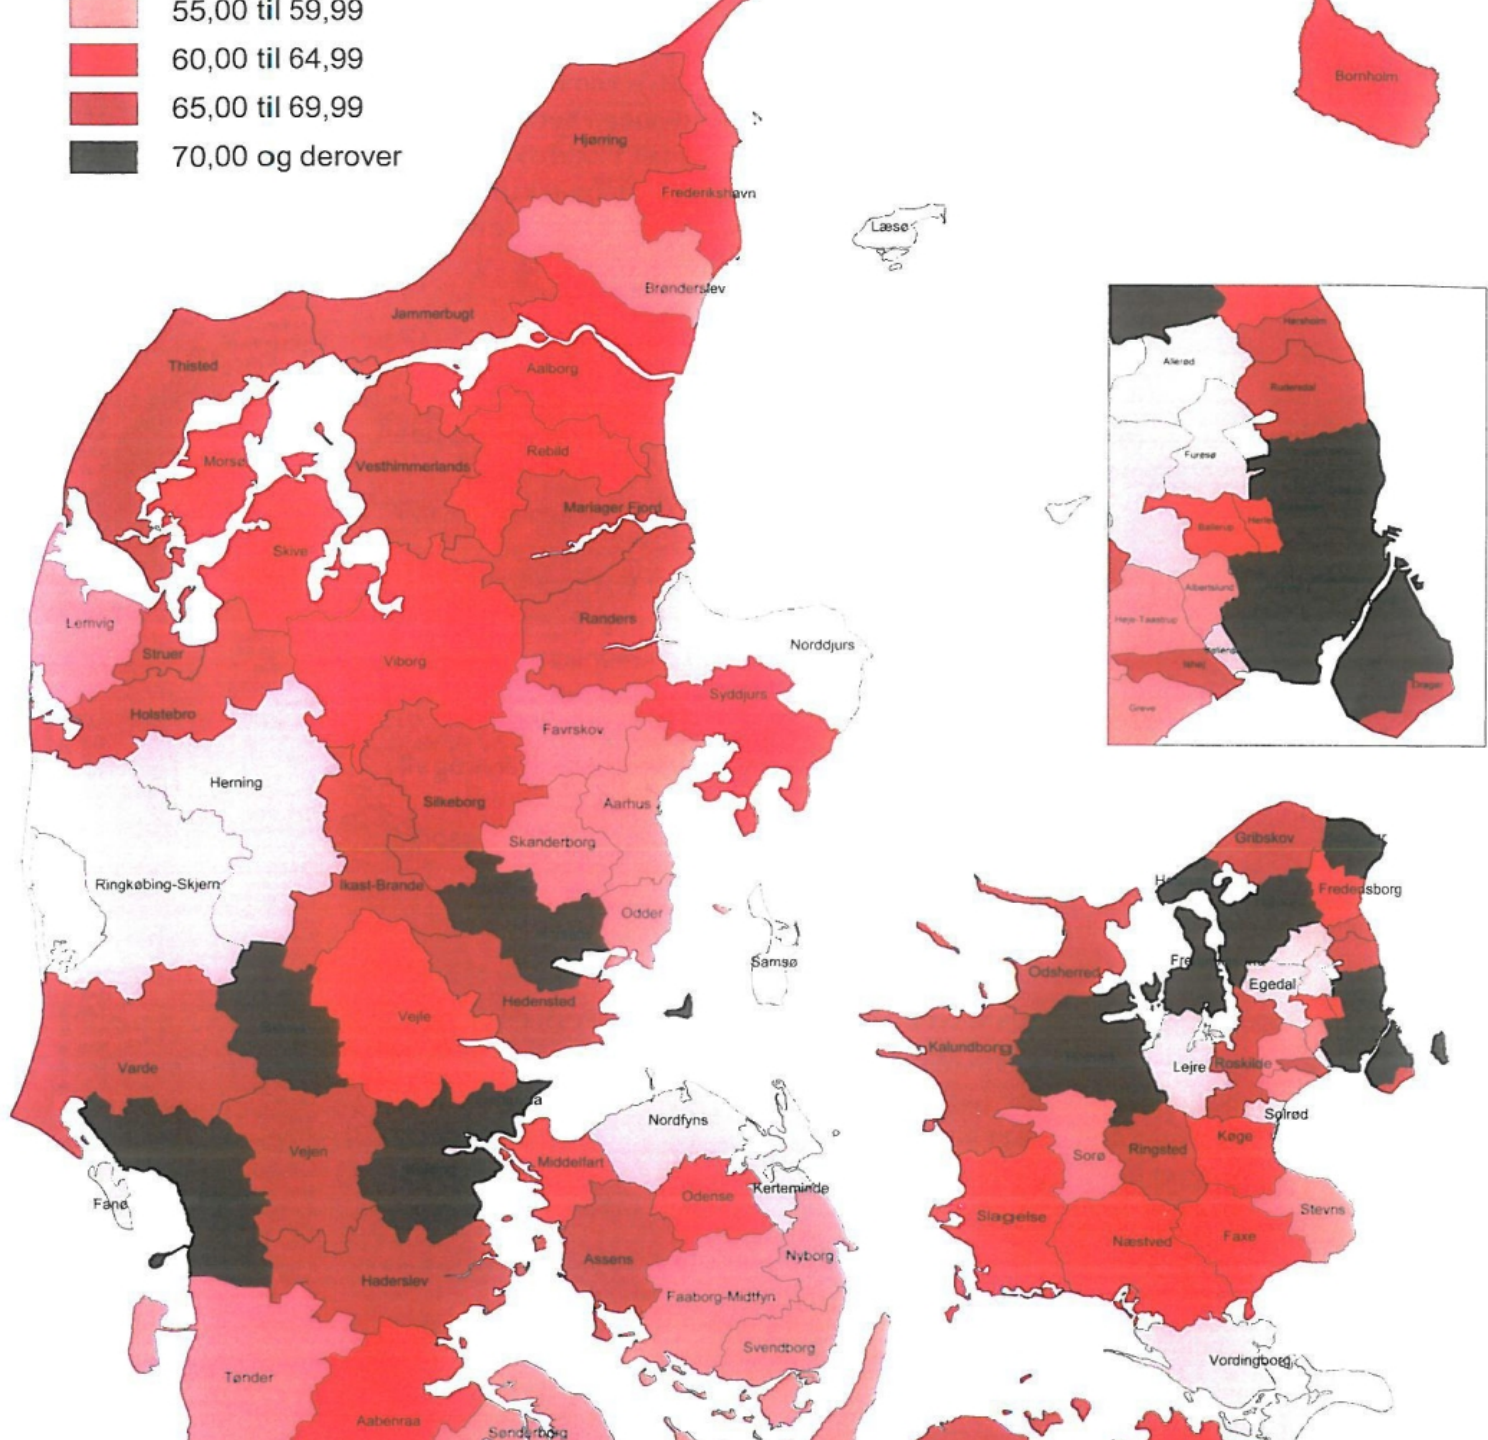 55,00 til 59,99
60,00 til 64,99
65,00 til 69,99
70,00 og derover
Bornholm
Hjørring
Frederikshavn
Læsø
Brønderslev
Jammerbugt
Thisted
Aalborg
Morsø
Vesthimmerlands
Rebild
Mariager Fjord
Skive
Lemvig
Struer
Viborg
Randers
Norddjurs
Syddjurs
Holstebro
Favrskov
Herning
Silkeborg
Aarhus
Skanderborg
Ringkøbing-Skjern
Ikast-Brande
Odder
Samsø
Hedensted
Vejle
Varde
Vejen
Fanø
Haderslev
Tønder
Aabenraa
Sønderborg
Nordfyns
Middelfart
Odense
Kerteminde
Assens
Nyborg
Faaborg-Midtfyn
Svendborg
Hørsholm
Allerød
Rudersdal
Furesø
Ballerup
Herlev
Albertslund
Høje-Taastrup
Ishøj
Greve
Dragør
Gribskov
Fredensborg
Odsherred
Egedal
Kalundborg
Lejre
Roskilde
Solrød
Køge
Ringsted
Sorø
Slagelse
Næstved
Faxe
Stevns
Vordingborg